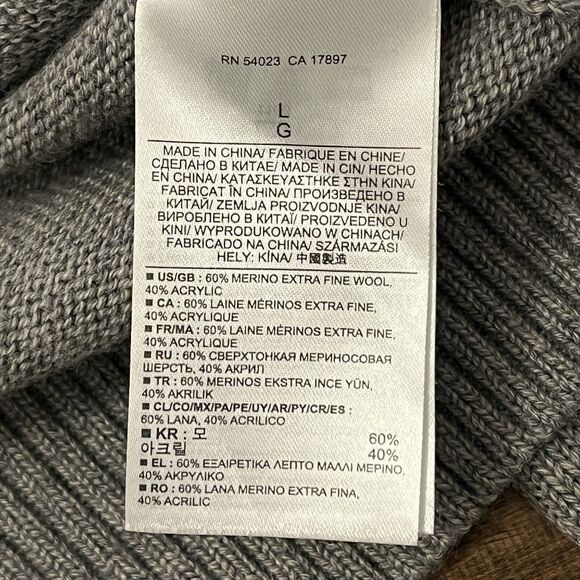 RN 54023 CA 17897
L
G
MADE IN CHINA/ FABRIQUE EN CHINE/
СДЕЛАНО В КИТАЕ/ MADE IN CIN/ HECHO
EN CHINA/ ΚΑΤΑΣΚΕΥΑΣΤΗΚΕ ΣΤΗΝ ΚΙΝΑ/
FABRICAT ÎN CHINA/ ПРОИЗВЕДЕНО В
КИТАЙ/ ZEMLJA PROIZVODNJE KINA/
ВИРОБЛЕНО В КИТАЇ/ PROIZVEDENO U
KINI/ WYPRODUKOWANO W CHINACH/
FABRICADO NA CHINA/ SZÁRMAZÁSI
HELY: KÍNA/ 中國製造
■ US/GB : 60% MERINO EXTRA FINE WOOL,
40% ACRYLIC
■ CA : 60% LAINE MÉRINOS EXTRA FINE,
40% ACRYLIQUE
■ FR/MA : 60% LAINE MÉRINOS EXTRA FINE,
40% ACRYLIQUE
■ RU : 60% СВЕРХТОНКАЯ МЕРИНОСОВАЯ
ШЕРСТЬ, 40% АКРИЛ
■ TR : 60% MERINOS EKSTRA INCE YÜN,
40% AKRILIK
■ CL/CO/MX/PA/PE/UY/AR/PY/CR/ES :
60% LANA, 40% ACRILICO
■ KR : 모 60%
아크릴 40%
■ EL : 60% ΕΞΑΙΡΕΤΙΚΑ ΛΕΠΤΟ ΜΑΛΛΙ ΜΕΡΙΝΟ,
40% ΑΚΡΥΛΙΚΟ
■ RO : 60% LANA MERINO EXTRA FINA,
40% ACRILIC